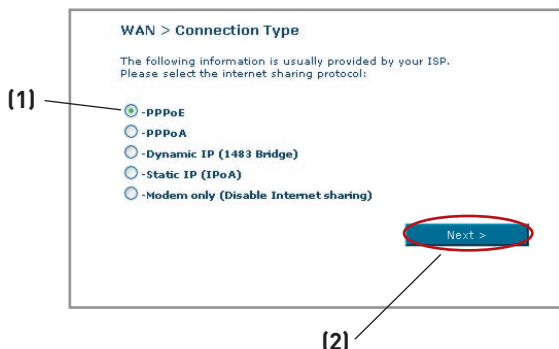 WAN > Connection Type
The following information is usually provided by your ISP.
Please select the internet sharing protocol:
(1)
-PPPoE
-PPPoA
-Dynamic IP (1483 Bridge)
-Static IP (IPoA)
-Modem only (Disable Internet sharing)
Next >
(2)